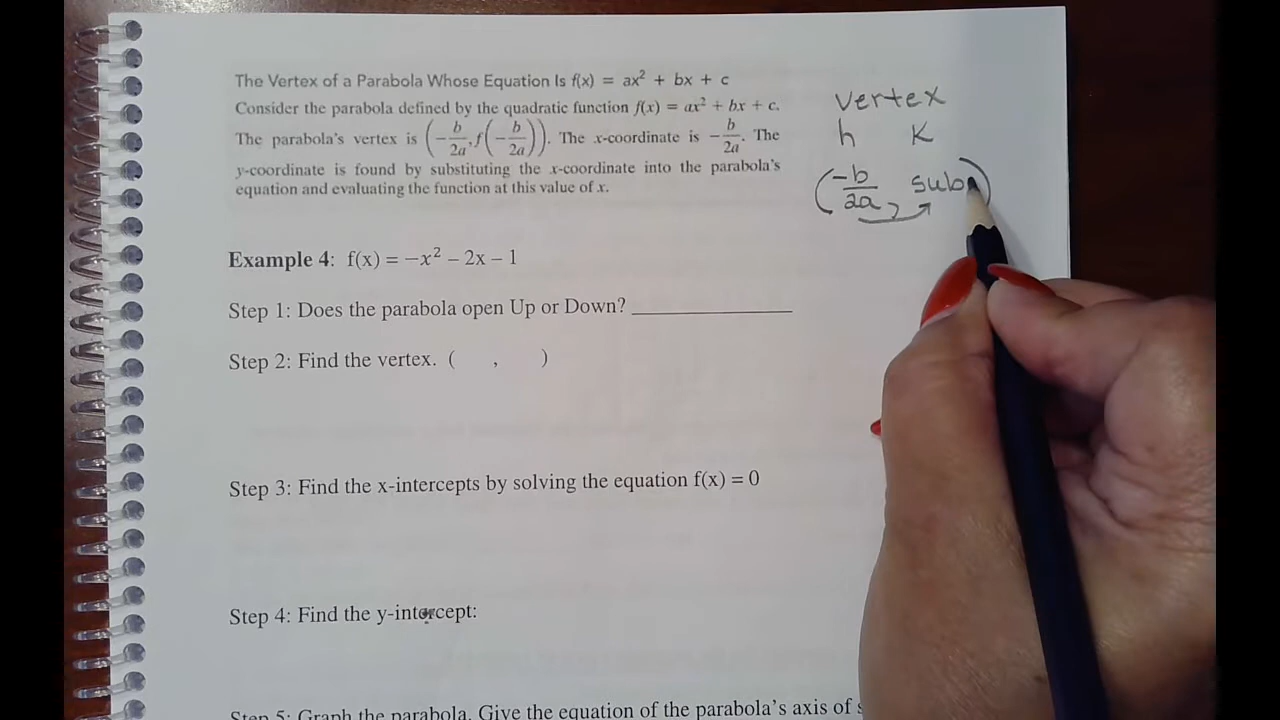 The Vertex of a Parabola Whose Equation Is f(x) = ax² + bx + c
Consider the parabola defined by the quadratic function f(x) = ax² + bx + c.
The parabola's vertex is (-b/2a, f(-b/2a)). The x-coordinate is -b/2a. The
y-coordinate is found by substituting the x-coordinate into the parabola's
equation and evaluating the function at this value of x.
vertex
h K
(-b/2a, sub)
Example 4: f(x) = −x² − 2x − 1
Step 1: Does the parabola open Up or Down? ______________
Step 2: Find the vertex. ( , )
Step 3: Find the x-intercepts by solving the equation f(x) = 0
Step 4: Find the y-intercept:
Step 5: Graph the parabola. Give the equation of the parabola's axis of